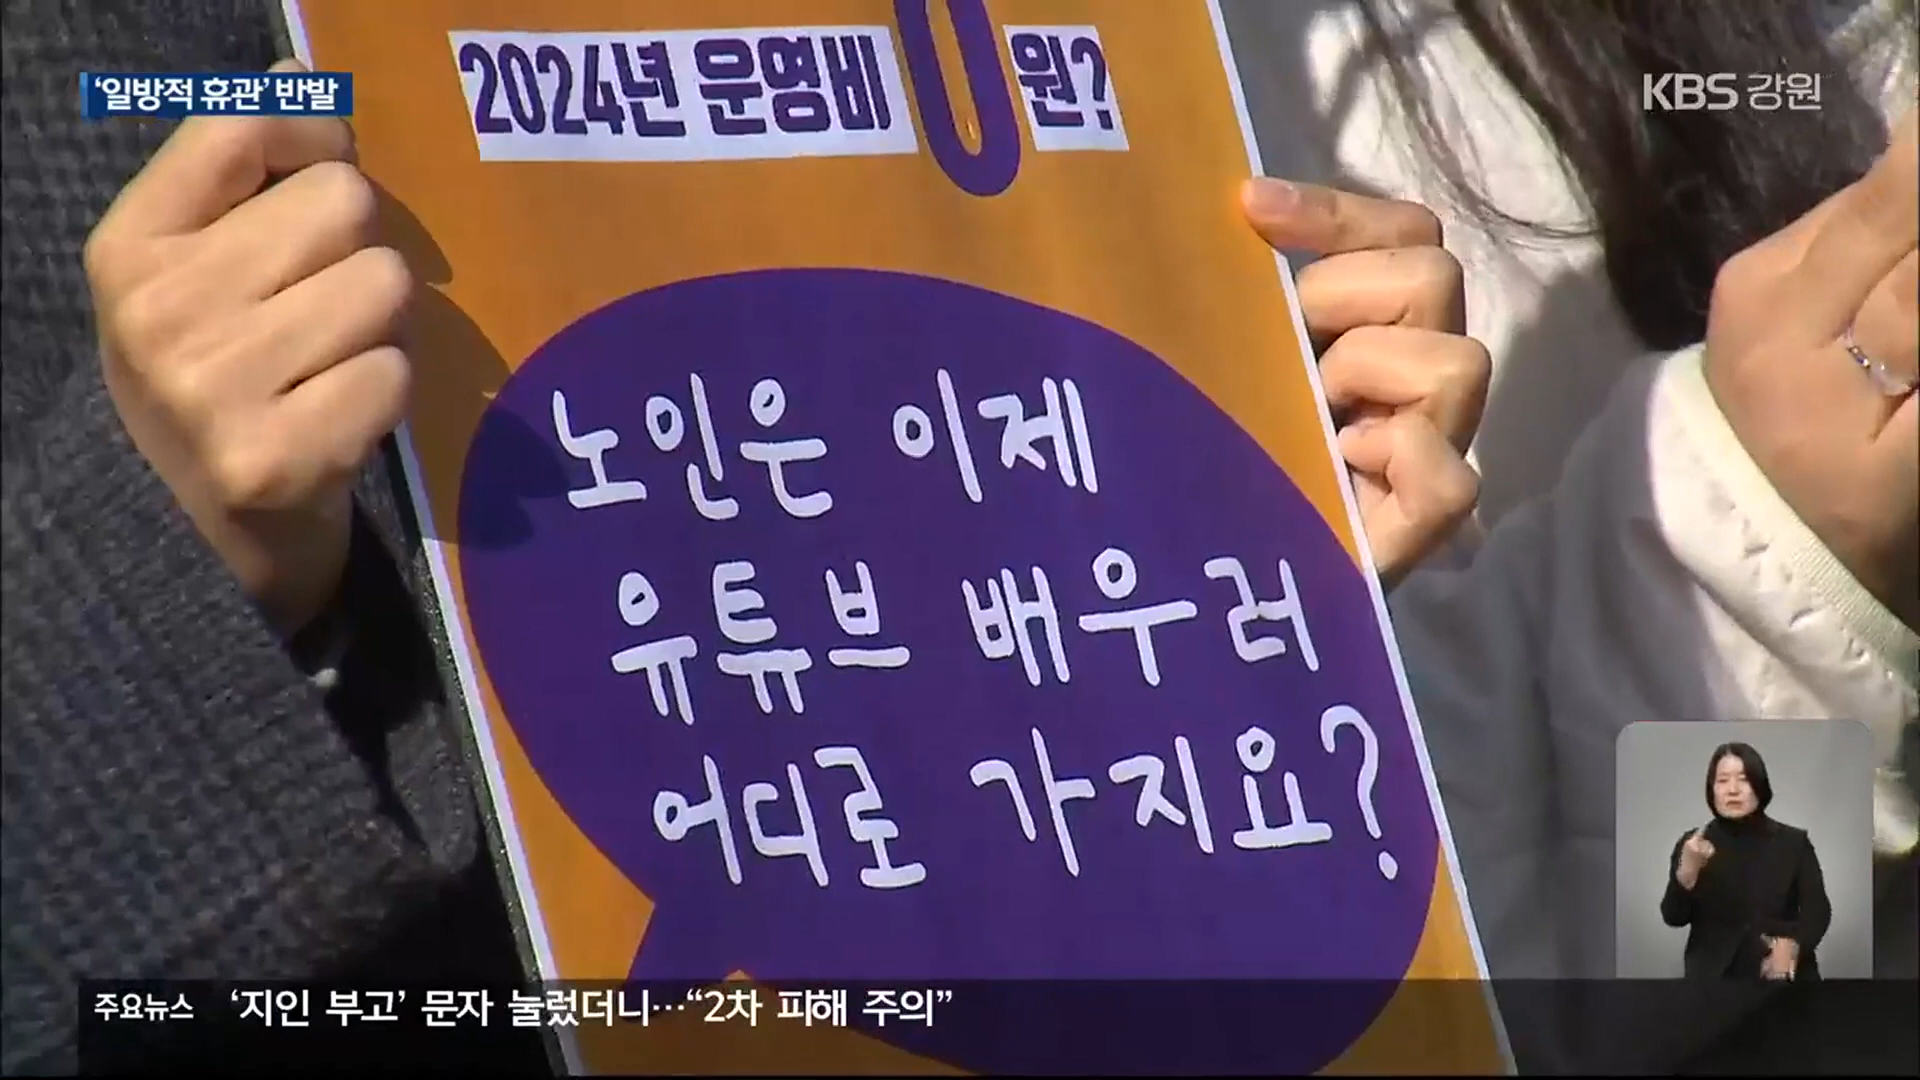 2024년 운영비 0원?
'일방적 휴관' 반발
KBS 강원
노인은 이제
유튜브 배우러
어디로 가지요?
주요뉴스 '지인 부고' 문자 눌렀더니…"2차 피해 주의"